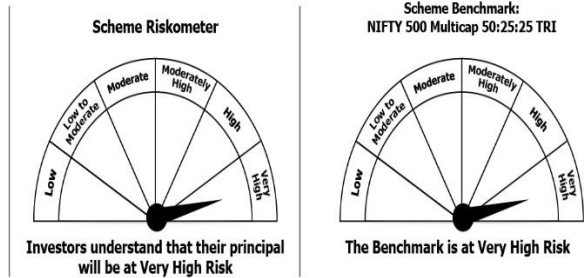 Scheme Riskometer
Low
Low to
Moderate
Moderate
Moderately
High
High
Very
High
Investors understand that their principal
will be at Very High Risk
Scheme Benchmark:
NIFTY 500 Multicap 50:25:25 TRI
Low
Low to
Moderate
Moderate
Moderately
High
High
Very
High
The Benchmark is at Very High Risk